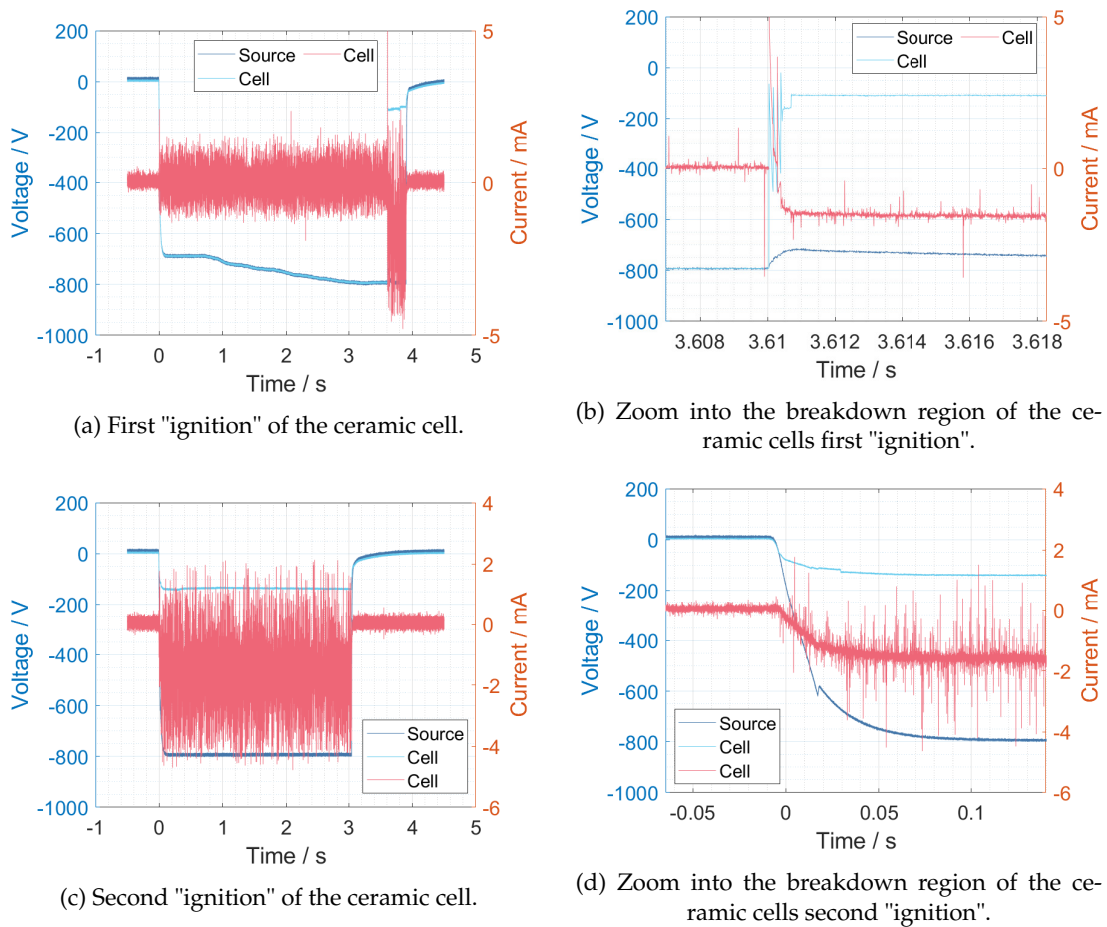 200
0
-200
-400
-600
-800
-1000
Voltage / V
Source
Cell
Cell
5
0
-5
Current / mA
-1
0
1
2
3
4
5
Time / s
(a) First "ignition" of the ceramic cell.
200
0
-200
-400
-600
-800
-1000
Voltage / V
Source
Cell
Cell
5
0
-5
Current / mA
3.608
3.61
3.612
3.614
3.616
3.618
Time / s
(b) Zoom into the breakdown region of the ce-
ramic cells first "ignition".
200
0
-200
-400
-600
-800
-1000
Voltage / V
Source
Cell
Cell
4
2
0
-2
-4
-6
Current / mA
-1
0
1
2
3
4
5
Time / s
(c) Second "ignition" of the ceramic cell.
200
0
-200
-400
-600
-800
-1000
Voltage / V
Source
Cell
Cell
4
2
0
-2
-4
-6
Current / mA
-0.05
0
0.05
0.1
Time / s
(d) Zoom into the breakdown region of the ce-
ramic cells second "ignition".